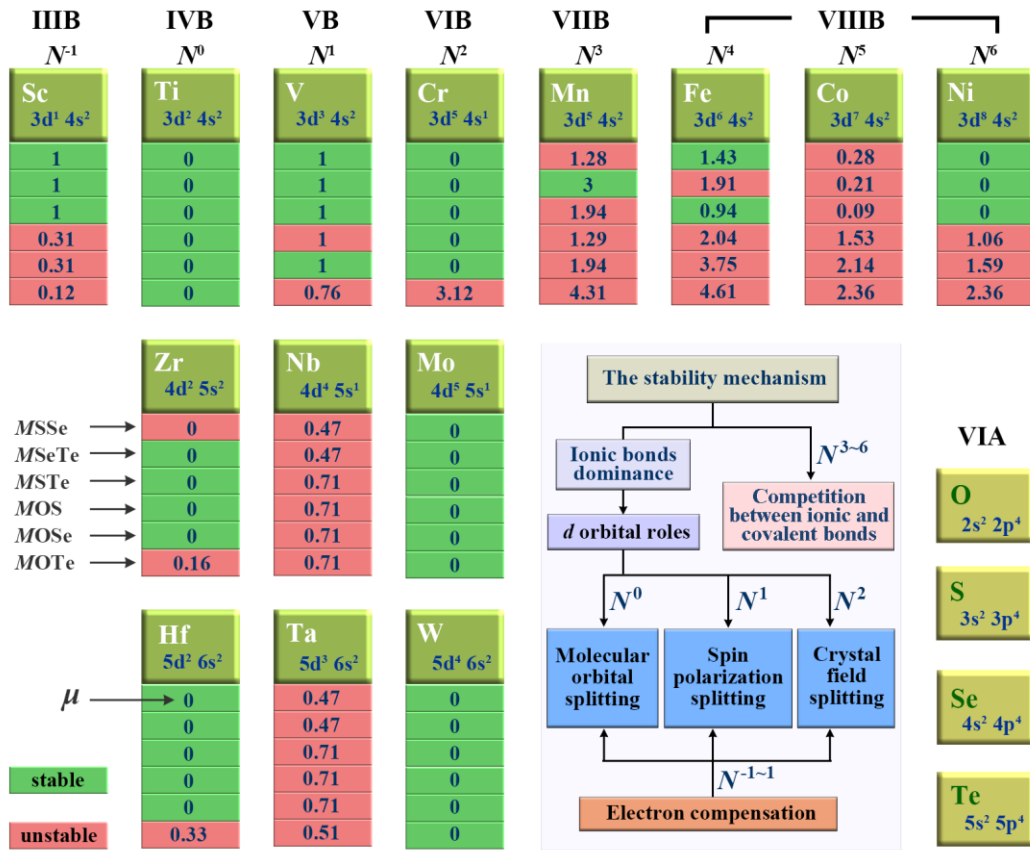 IIIB IVB VB VIB VIIB VIIIB
N⁻¹ N⁰ N¹ N² N³ N⁴ N⁵ N⁶
Sc Ti V Cr Mn Fe Co Ni
3d¹ 4s² 3d² 4s² 3d³ 4s² 3d⁵ 4s¹ 3d⁵ 4s² 3d⁶ 4s² 3d⁷ 4s² 3d⁸ 4s²
1 0 1 0 1.28 1.43 0.28 0
1 0 1 0 3 1.91 0.21 0
1 0 1 0 1.94 0.94 0.09 0
0.31 0 1 0 1.29 2.04 1.53 1.06
0.31 0 1 0 1.94 3.75 2.14 1.59
0.12 0 0.76 3.12 4.31 4.61 2.36 2.36
Zr Nb Mo
4d² 5s² 4d⁴ 5s¹ 4d⁵ 5s¹
MSSe 0 0.47 0
MSeTe 0 0.47 0
MSTe 0 0.71 0
MOS 0 0.71 0
MOSe 0 0.71 0
MOTe 0.16 0.71 0
Hf Ta W
5d² 6s² 5d³ 6s² 5d⁴ 6s²
μ 0 0.47 0
0 0.47 0
0 0.71 0
0 0.71 0
0 0.71 0
0.33 0.51 0
stable
unstable
The stability mechanism
Ionic bonds
dominance
N³~⁶
d orbital roles
Competition
between ionic and
covalent bonds
N⁰ N¹ N²
Molecular
orbital
splitting
Spin
polarization
splitting
Crystal
field
splitting
N⁻¹~¹
Electron compensation
VIA
O
2s² 2p⁴
S
3s² 3p⁴
Se
4s² 4p⁴
Te
5s² 5p⁴